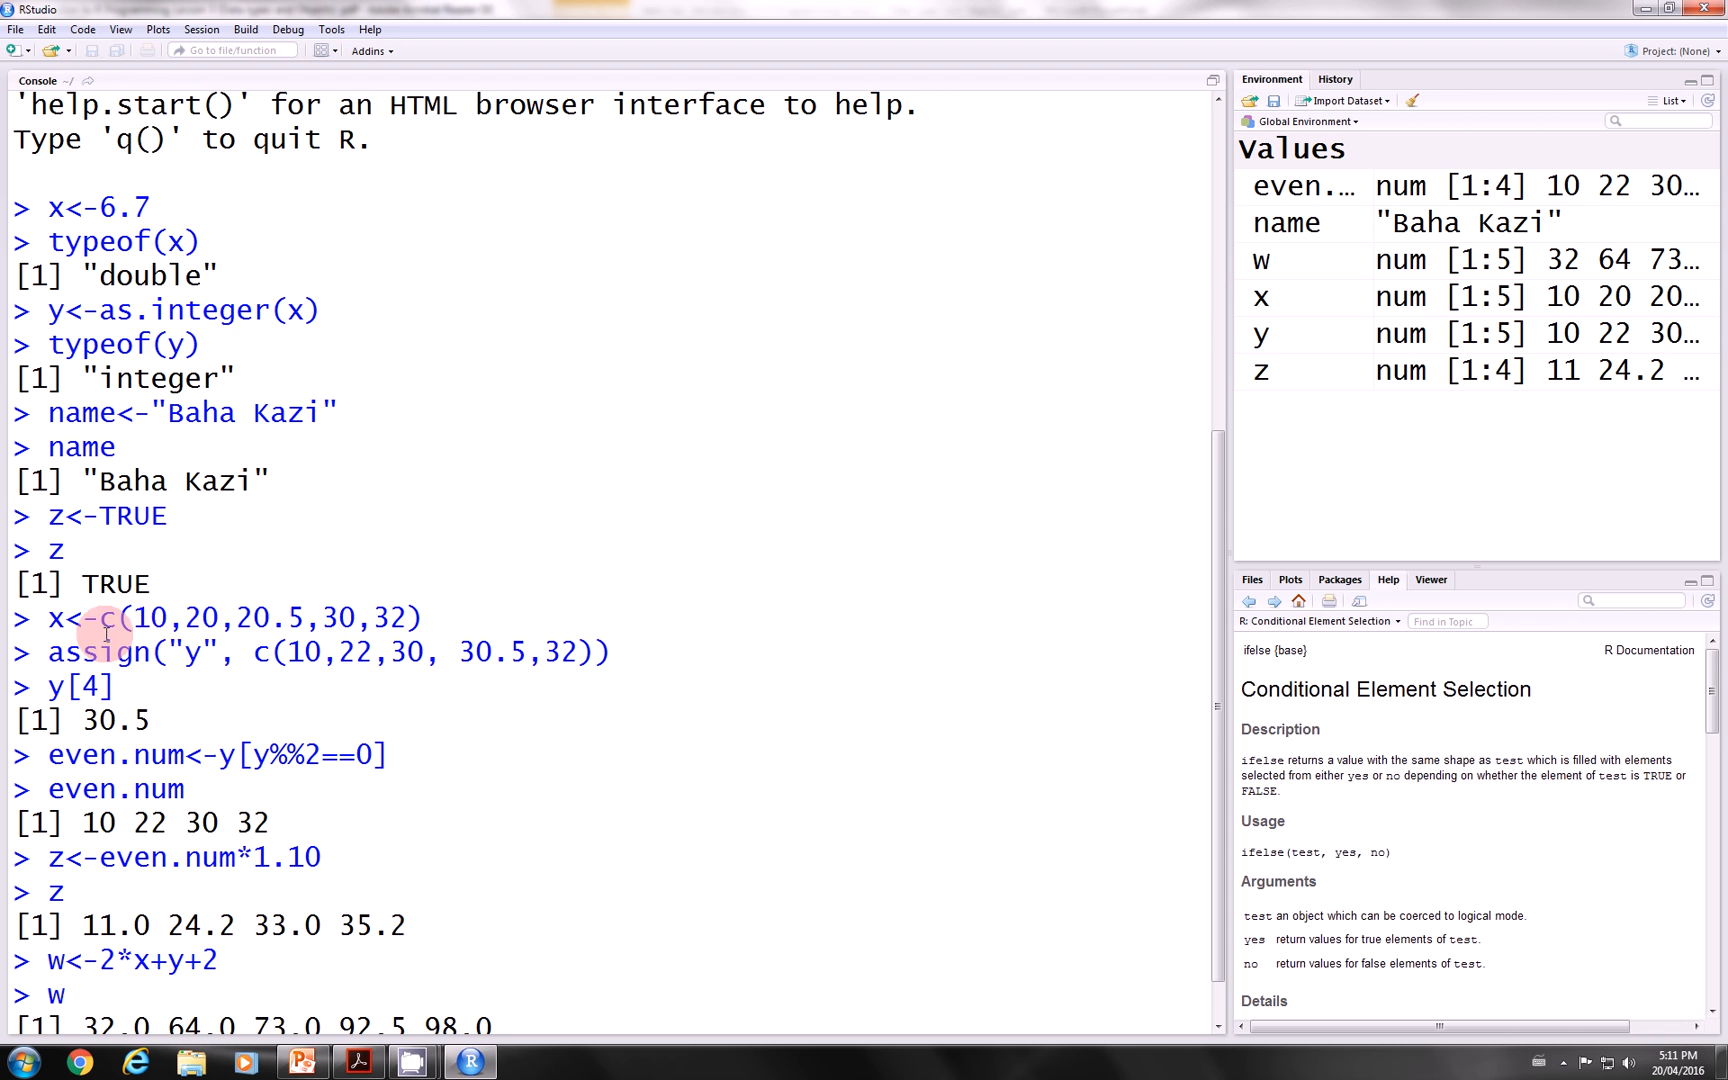 RStudio
File Edit Code View Plots Session Build Debug Tools Help
Go to file/function Addins Project: (None)
Console ~/
'help.start()' for an HTML browser interface to help.
Type 'q()' to quit R.
> x<-6.7
> typeof(x)
[1] "double"
> y<-as.integer(x)
> typeof(y)
[1] "integer"
> name<-"Baha Kazi"
> name
[1] "Baha Kazi"
> z<-TRUE
> z
[1] TRUE
> x<-c(10,20,20.5,30,32)
> assign("y", c(10,22,30, 30.5,32))
> y[4]
[1] 30.5
> even.num<-y[y%%2==0]
> even.num
[1] 10 22 30 32
> z<-even.num*1.10
> z
[1] 11.0 24.2 33.0 35.2
> w<-2*x+y+2
> w
[1] 32.0 64.0 73.0 92.5 98.0
Environment History
Import Dataset List
Global Environment
Values
even.… num [1:4] 10 22 30…
name "Baha Kazi"
w num [1:5] 32 64 73…
x num [1:5] 10 20 20…
y num [1:5] 10 22 30…
z num [1:4] 11 24.2 …
Files Plots Packages Help Viewer
R: Conditional Element Selection Find in Topic
ifelse {base} R Documentation
Conditional Element Selection
Description
ifelse returns a value with the same shape as test which is filled with elements
selected from either yes or no depending on whether the element of test is TRUE or
FALSE.
Usage
ifelse(test, yes, no)
Arguments
test an object which can be coerced to logical mode.
yes return values for true elements of test.
no return values for false elements of test.
Details
5:11 PM
20/04/2016